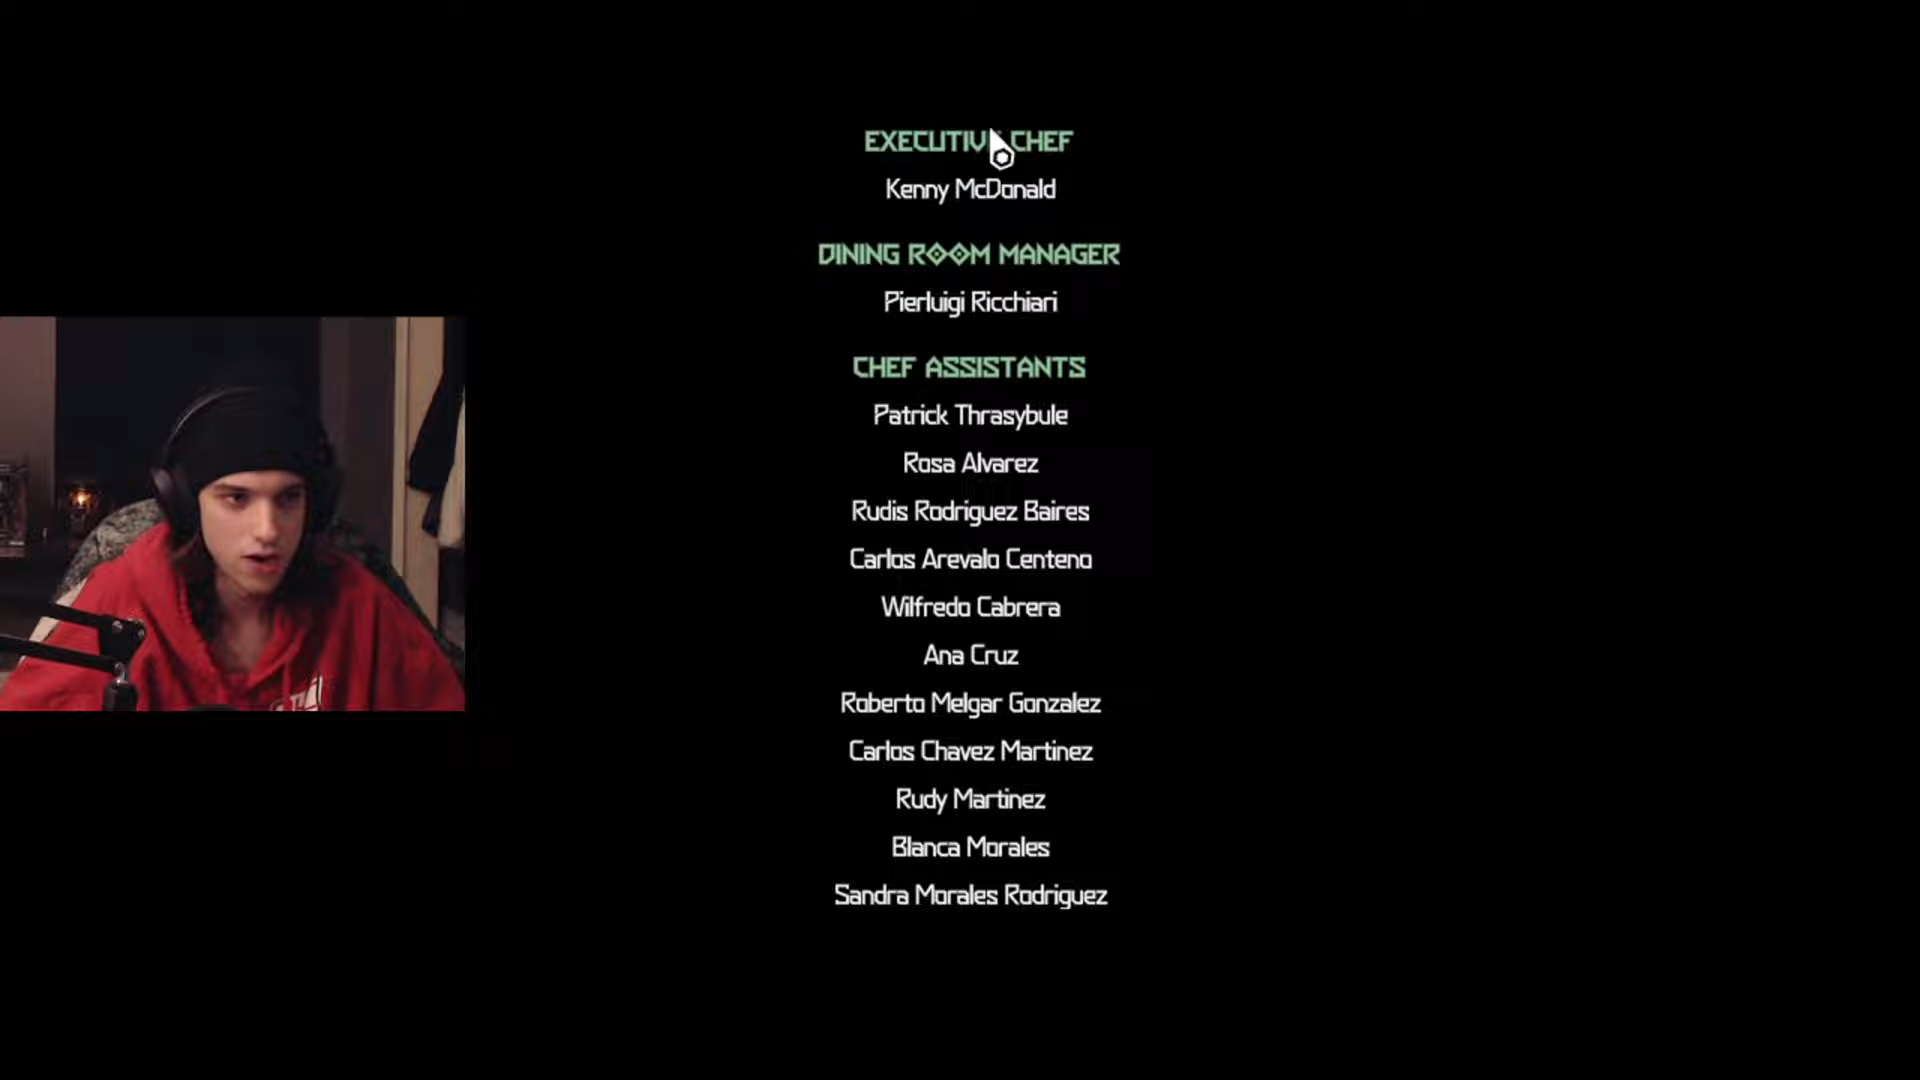 EXECUTIVE CHEF
Kenny McDonald
DINING ROOM MANAGER
Pierluigi Ricchiari
CHEF ASSISTANTS
Patrick Thrasybule
Rosa Alvarez
Rudis Rodriguez Baires
Carlos Arevalo Centeno
Wilfredo Cabrera
Ana Cruz
Roberto Melgar Gonzalez
Carlos Chavez Martinez
Rudy Martinez
Blanca Morales
Sandra Morales Rodriguez